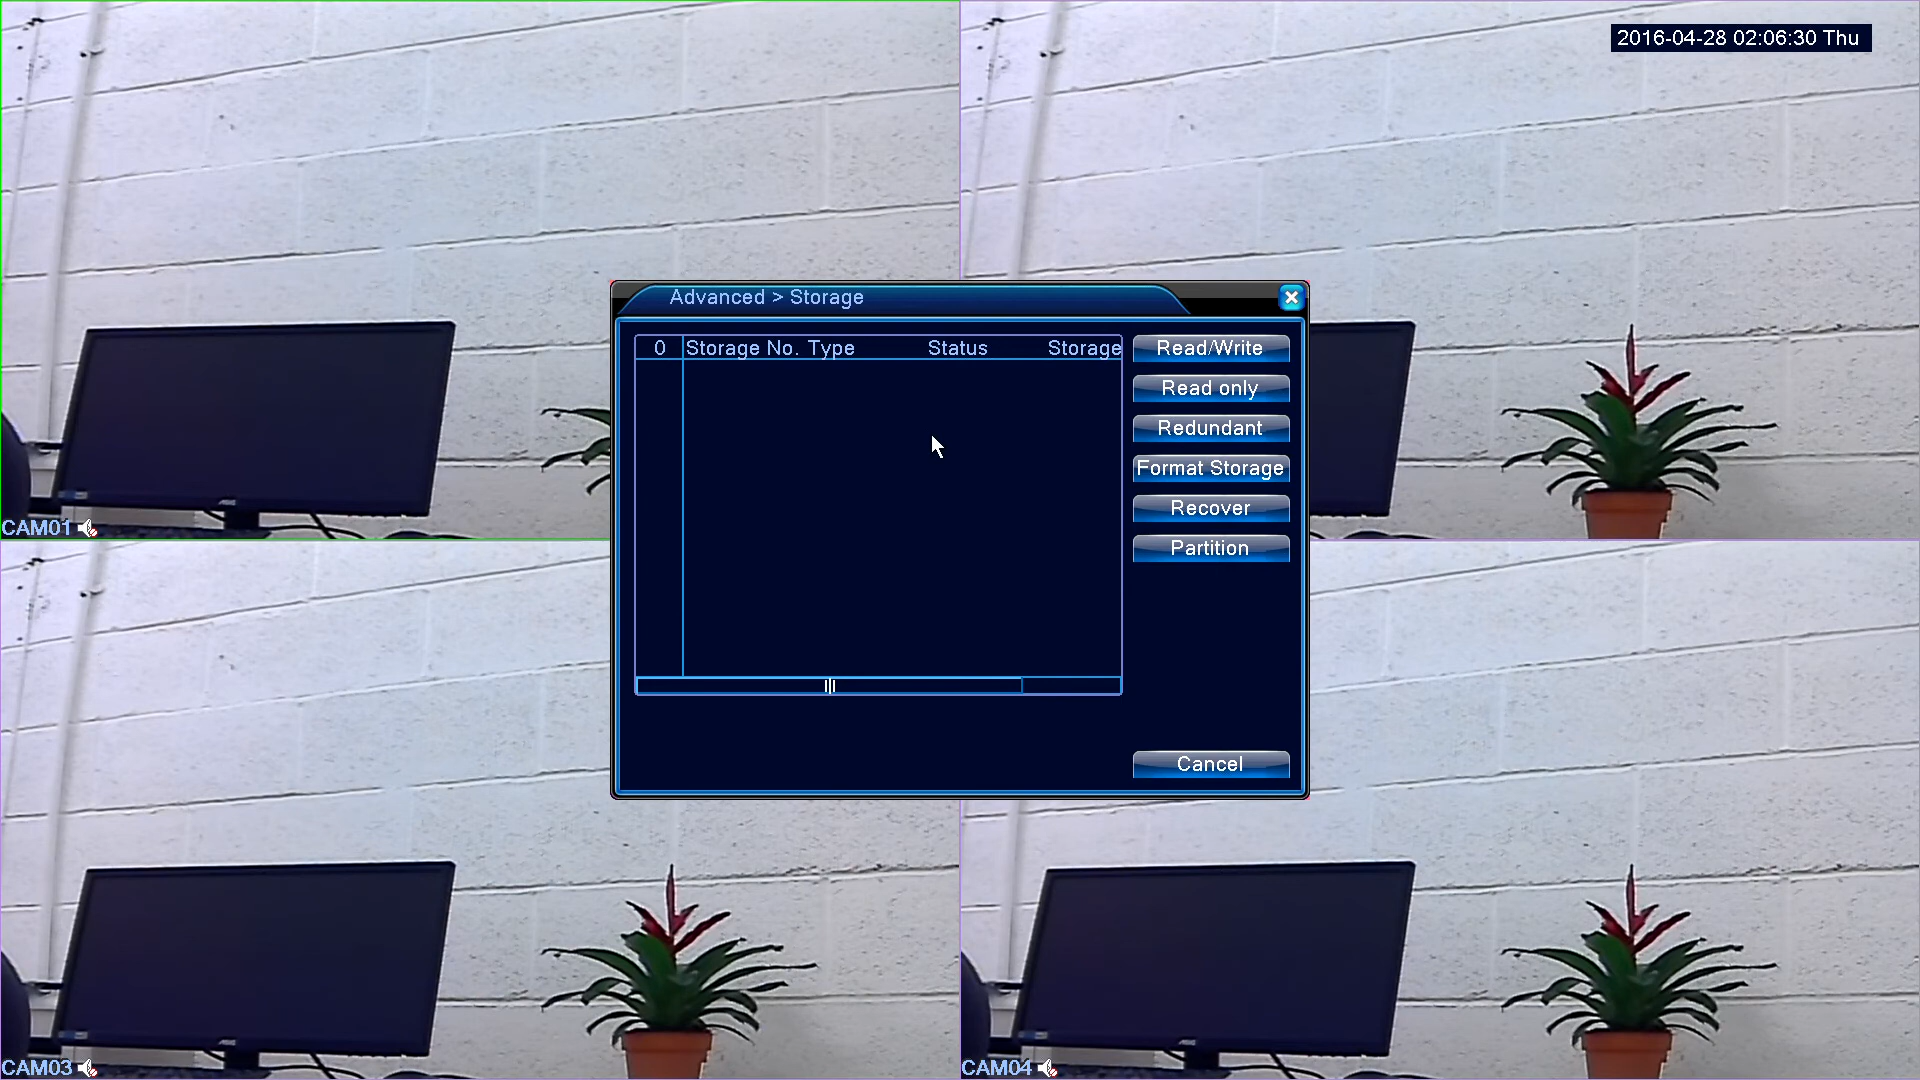 2016-04-28 02:06:30 Thu
Advanced > Storage
0 Storage No. Type Status Storage
Read/Write
Read only
Redundant
Format Storage
Recover
Partition
Cancel
CAM01
CAM03
CAM04